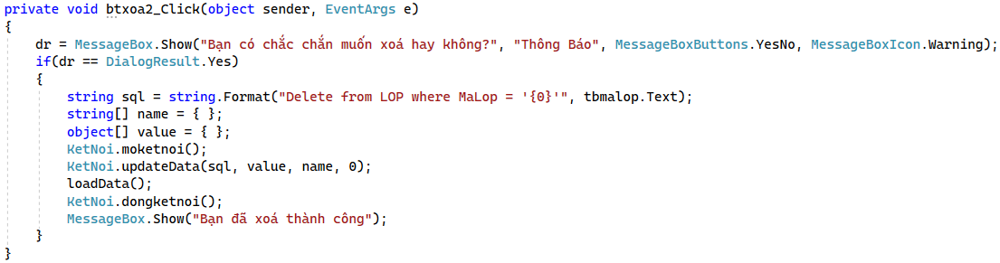 private void btxoa2_Click(object sender, EventArgs e)
{
dr = MessageBox.Show("Bạn có chắc chắn muốn xoá hay không?", "Thông Báo", MessageBoxButtons.YesNo, MessageBoxIcon.Warning);
if(dr == DialogResult.Yes)
{
string sql = string.Format("Delete from LOP where MaLop = '{0}'", tbmalop.Text);
string[] name = { };
object[] value = { };
KetNoi.moketnoi();
KetNoi.updateData(sql, value, name, 0);
loadData();
KetNoi.dongketnoi();
MessageBox.Show("Bạn đã xoá thành công");
}
}